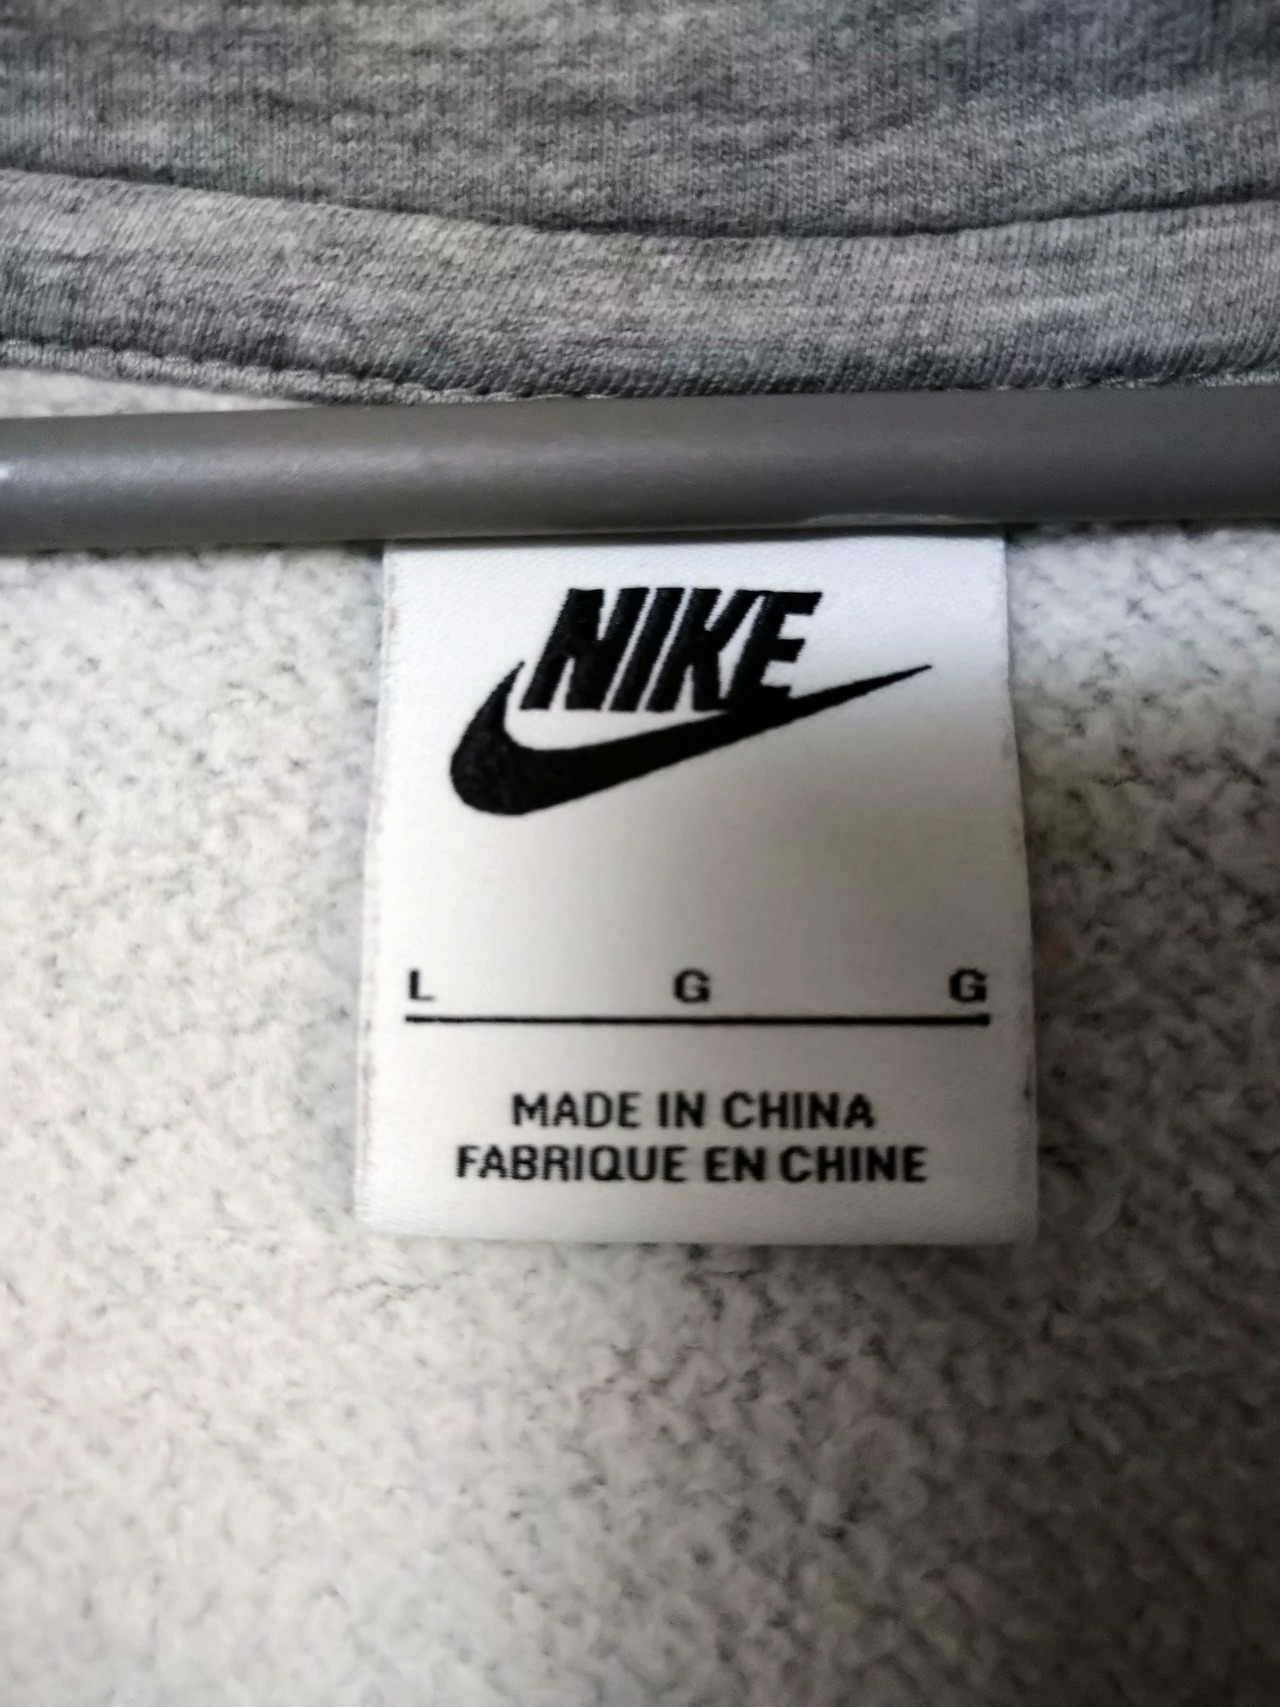 NIKE
L G G
MADE IN CHINA
FABRIQUE EN CHINE